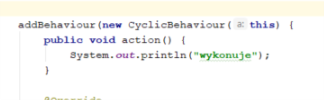 addBehaviour(new CyclicBehaviour( a: this) {
public void action() {
System.out.println("wykonuje");
}